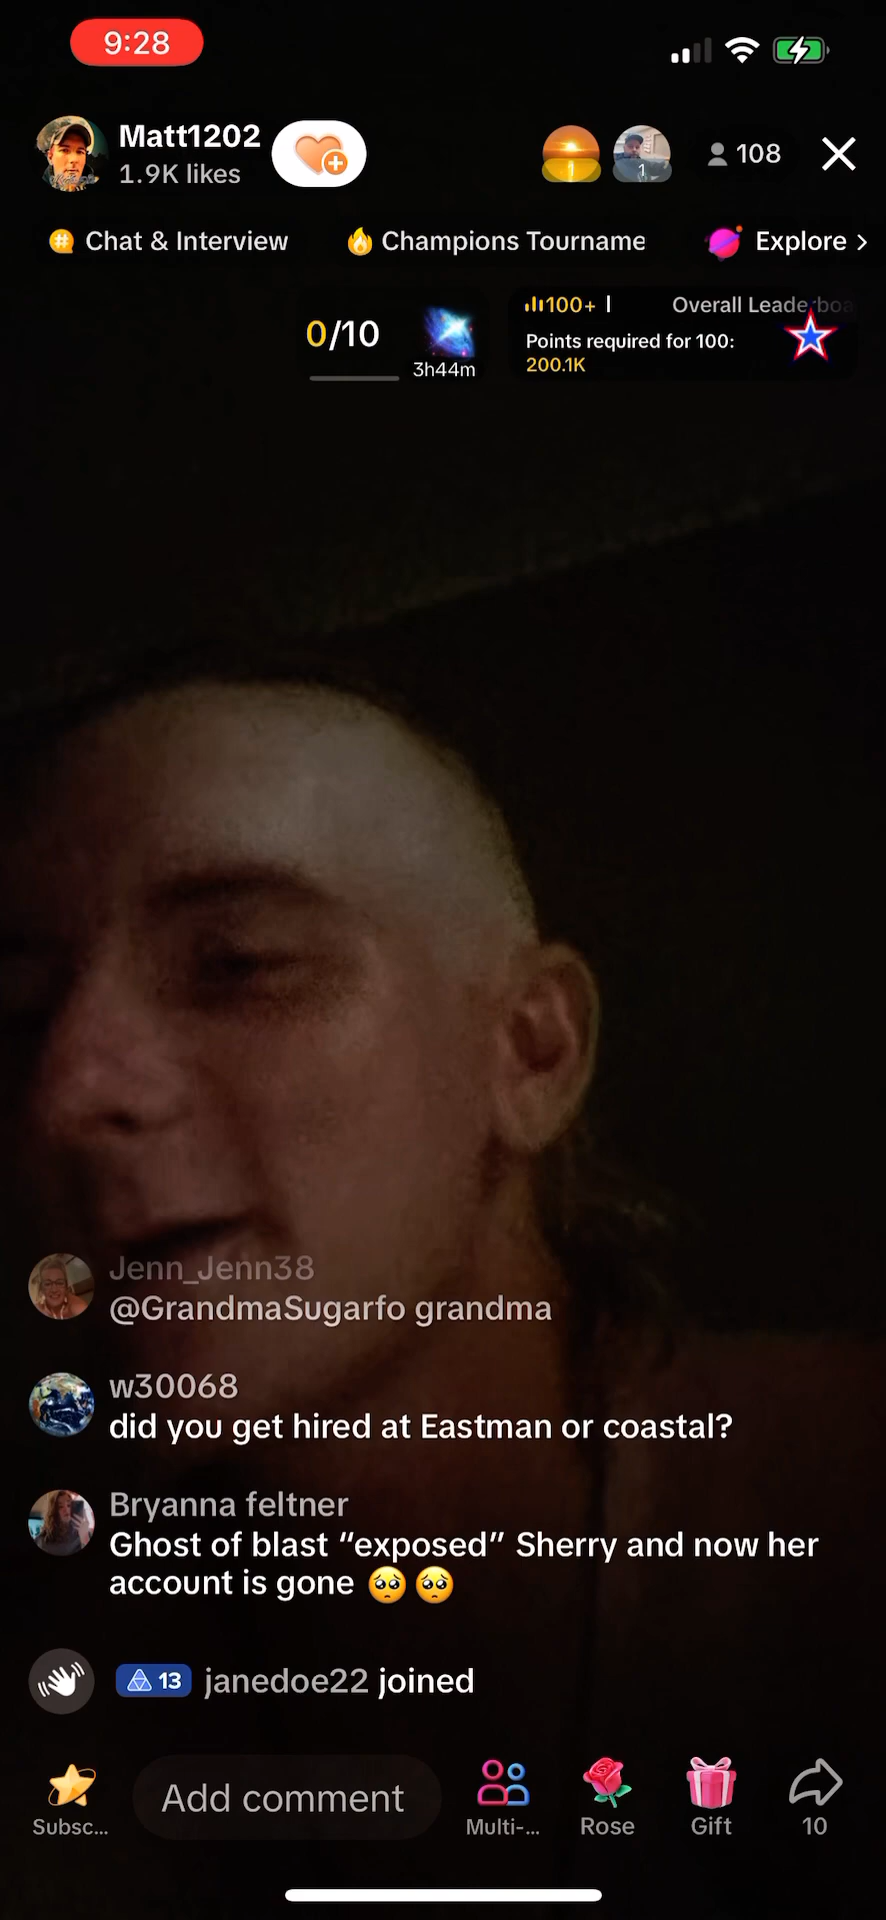 9:28
Matt1202
1.9K likes
1
1
108
Chat & Interview
Champions Tourname
Explore >
0/10
3h44m
100+
Overall Leaderboa
Points required for 100:
200.1K
Jenn_Jenn38
@GrandmaSugarfo grandma
w30068
did you get hired at Eastman or coastal?
Bryanna feltner
Ghost of blast “exposed” Sherry and now her
account is gone 🥺🥺
13 janedoe22 joined
Subsc...
Add comment
Multi-...
Rose
Gift
10